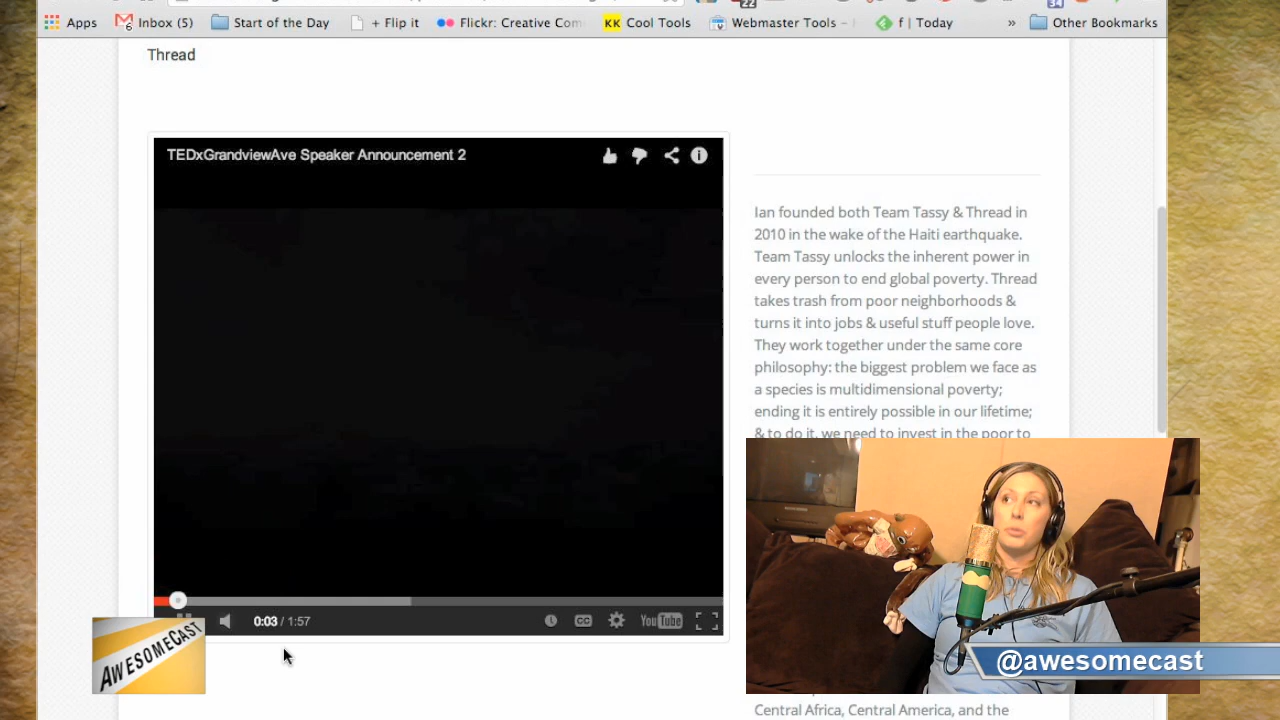 Apps
6
Inbox (5)
Start of the Day
+ Flip it
Flickr: Creative Com
KK
Cool Tools
Webmaster Tools –
f | Today
»
Other Bookmarks
22
34
Thread
TEDxGrandviewAve Speaker Announcement 2
Ian founded both Team Tassy & Thread in
2010 in the wake of the Haiti earthquake.
Team Tassy unlocks the inherent power in
every person to end global poverty. Thread
takes trash from poor neighborhoods &
turns it into jobs & useful stuff people love.
They work together under the same core
philosophy: the biggest problem we face as
a species is multidimensional poverty;
ending it is entirely possible in our lifetime;
& to do it, we need to invest in the poor to
0:03 / 1:57
CC
YouTube
AWESOMECAST
@awesomecast
Central Africa, Central America, and the